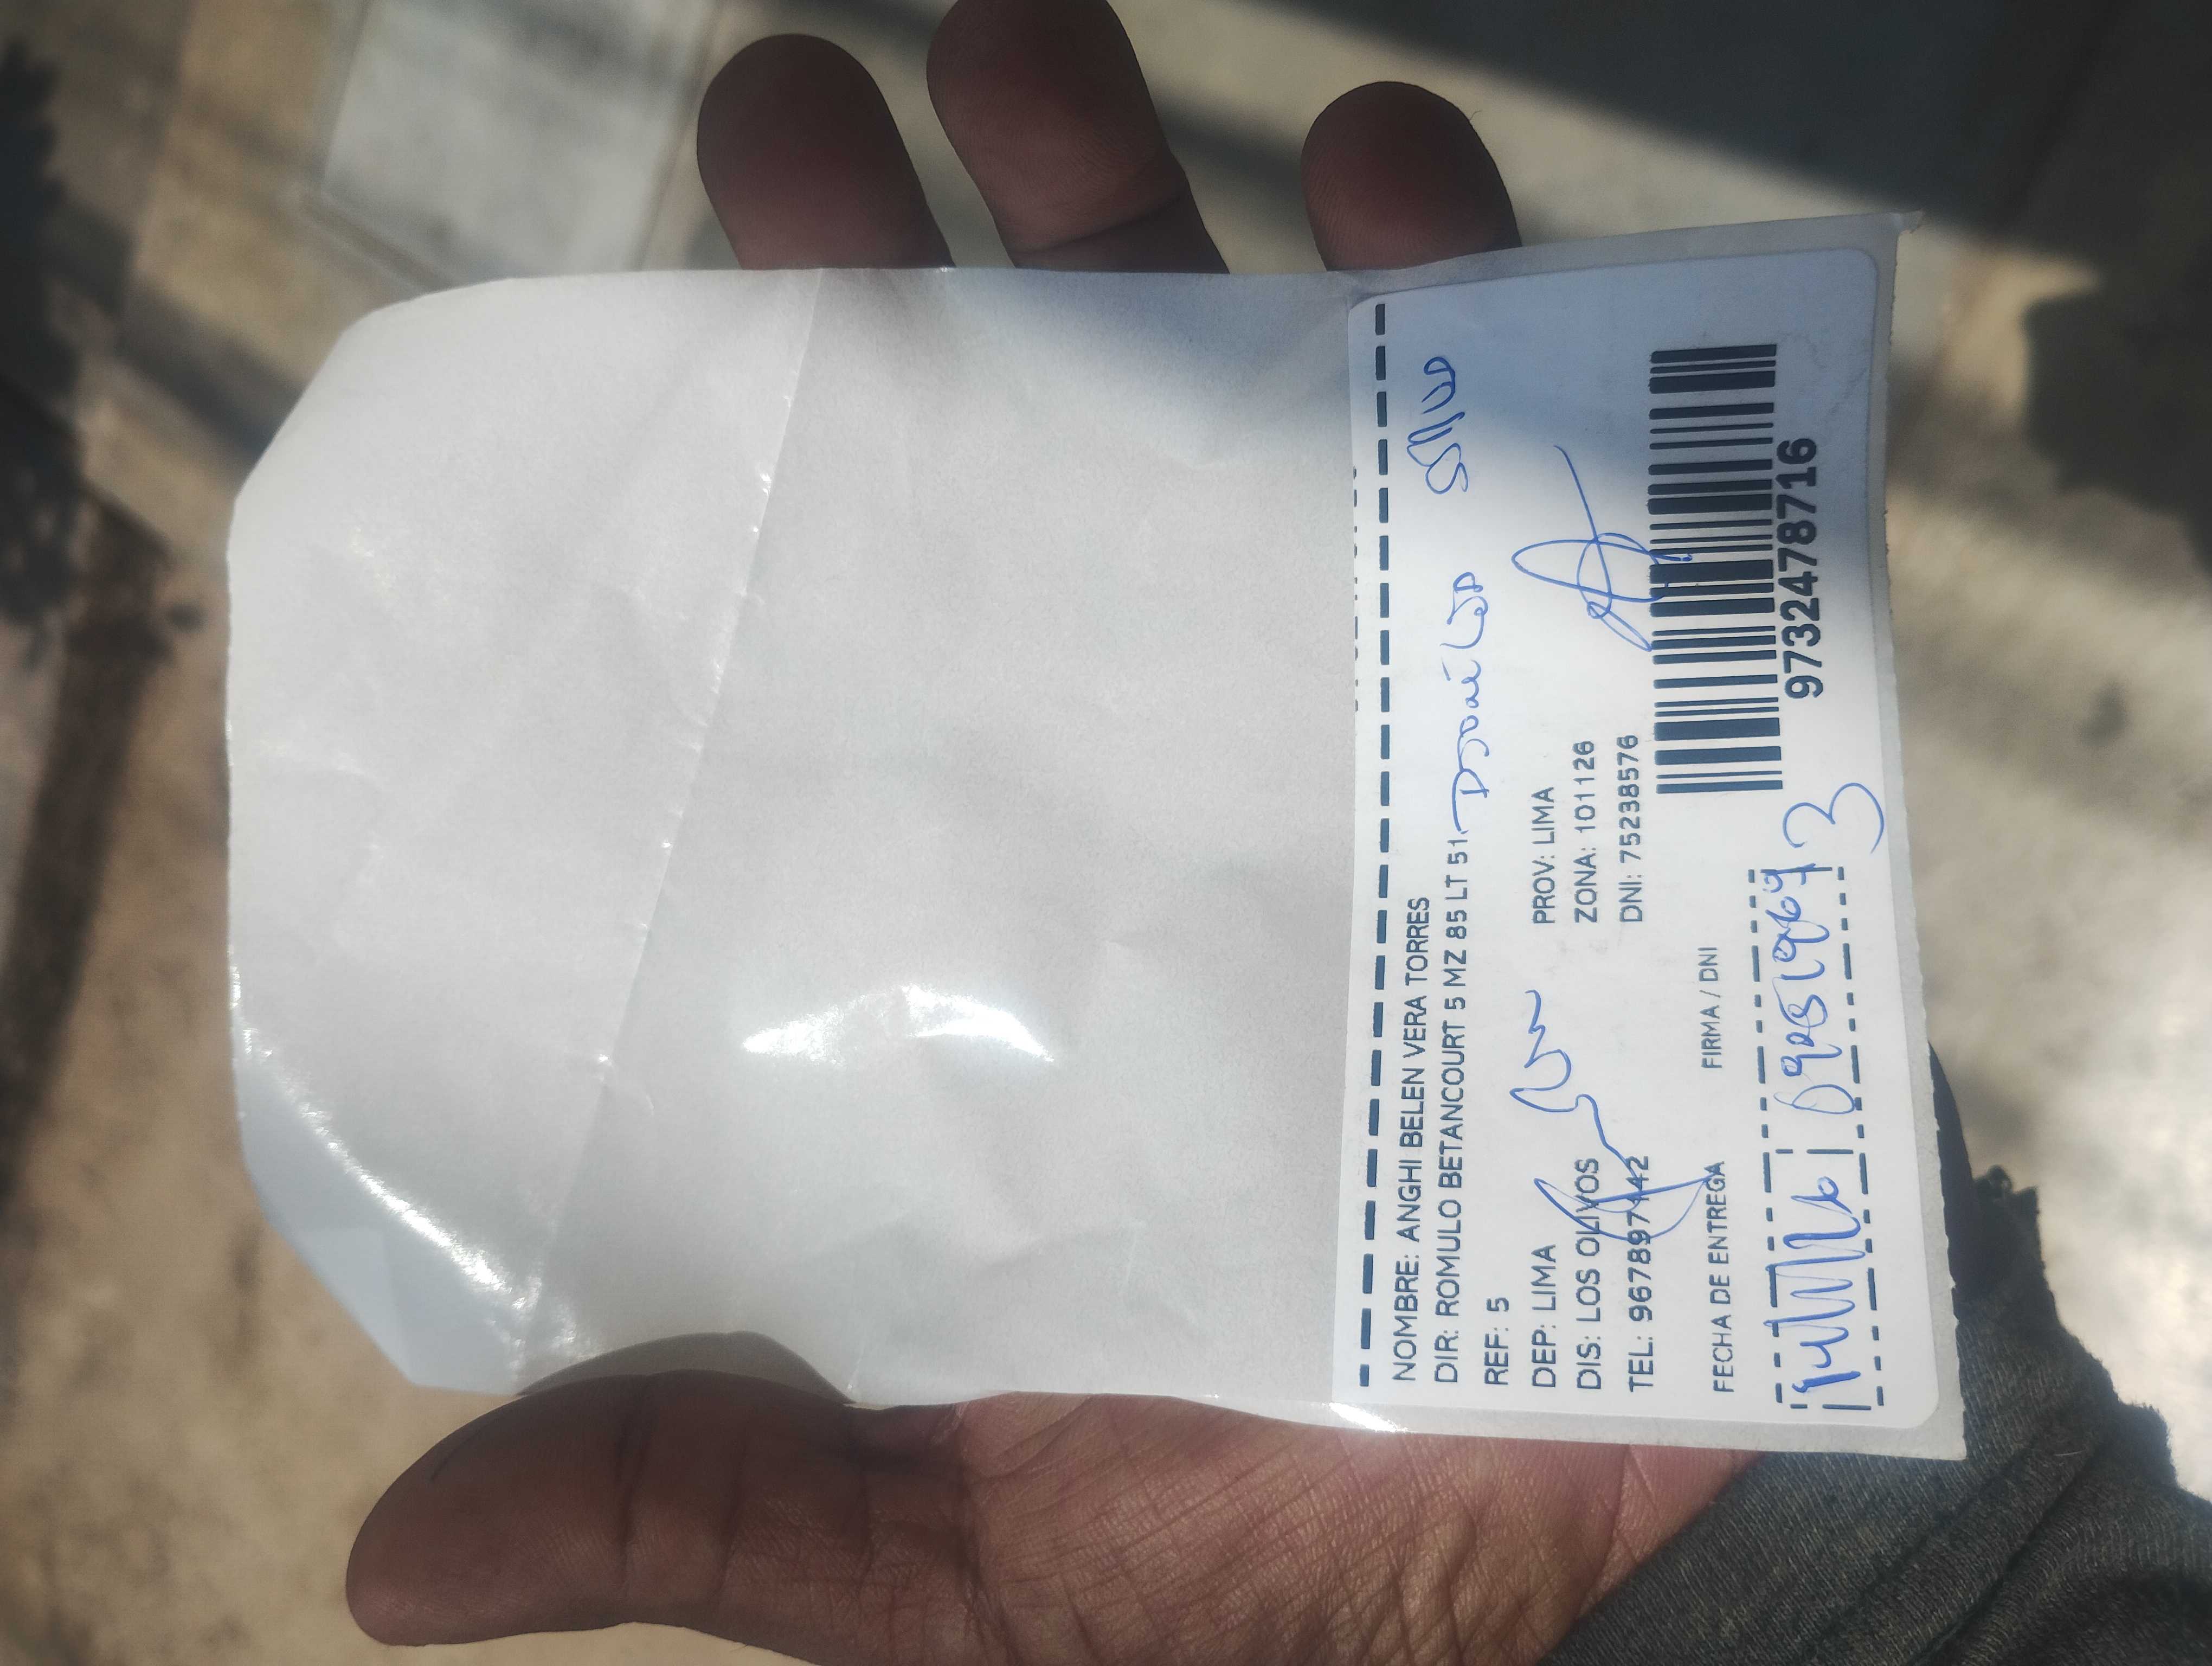 NOMBRE: ANGHI BELEN VERA TORRES
DIR: ROMULO BETANCOURT 5 MZ 85 LT 51
REF: 5
DEP: LIMA PROV: LIMA
DIS: LOS OLIVOS ZONA: 101126
TEL: 967897442 DNI: 75238576
FECHA DE ENTREGA FIRMA / DNI
9732478716